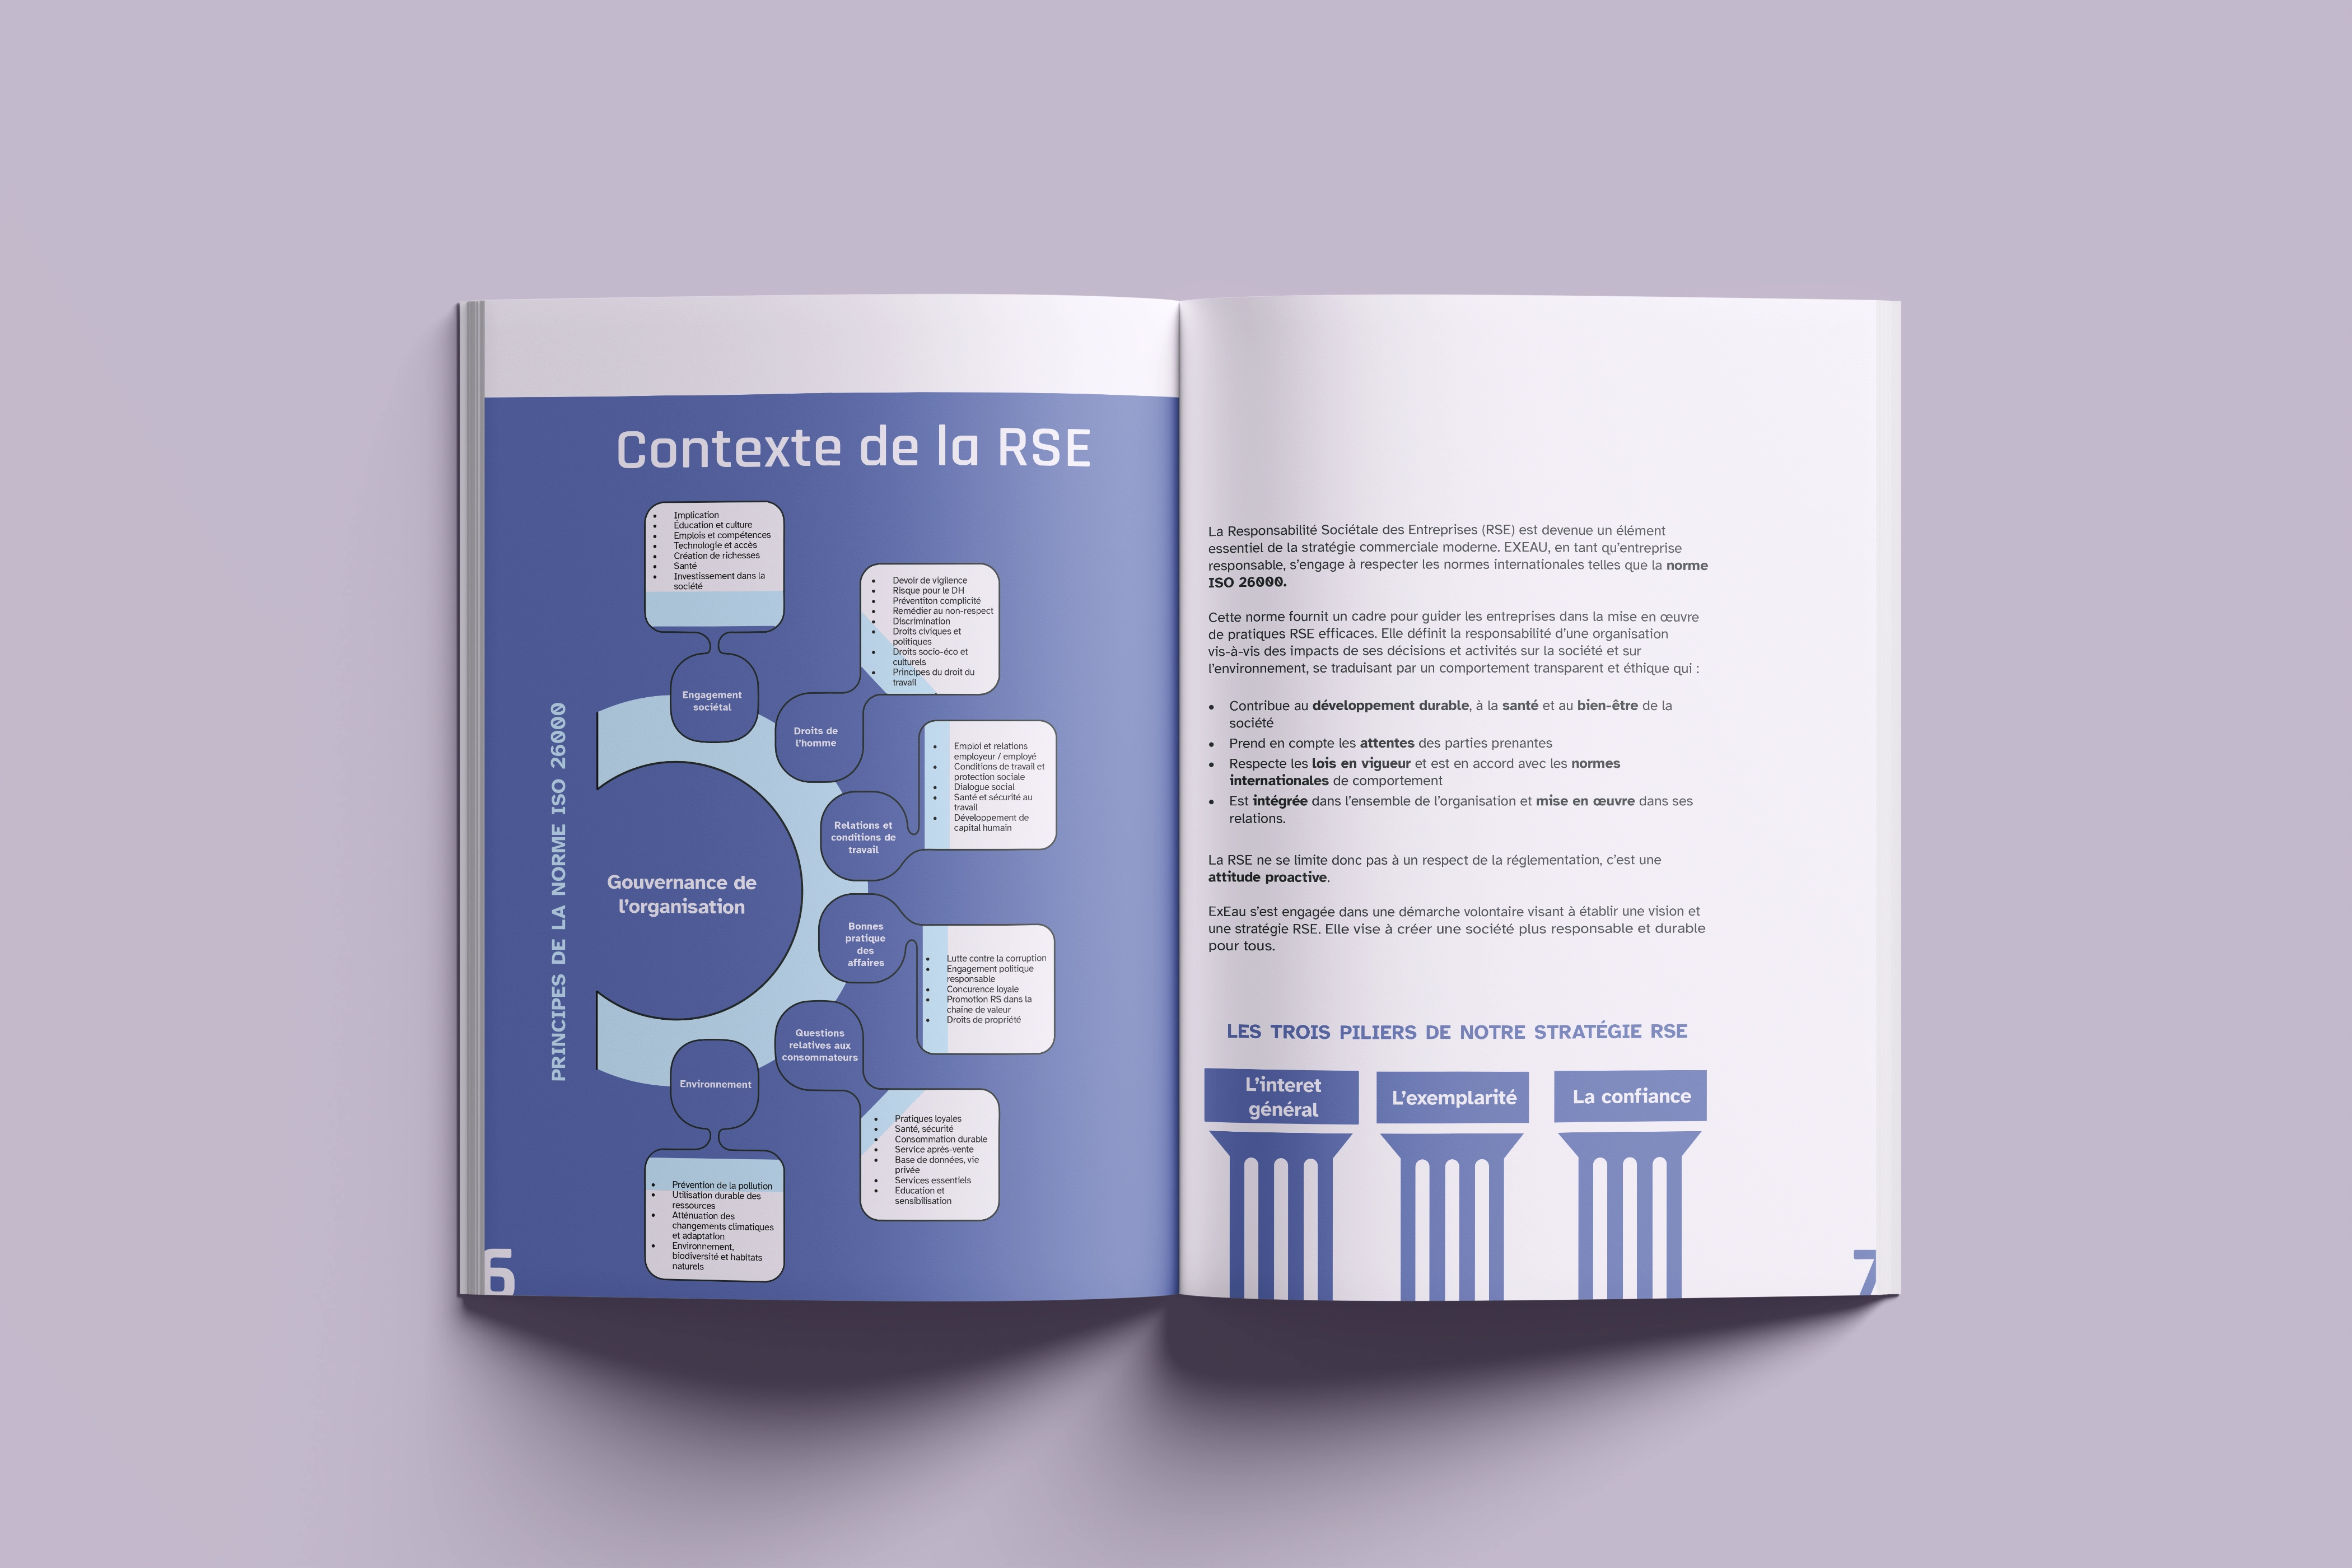 Contexte de la RSE
PRINCIPES DE LA NORME ISO 26000
Gouvernance de
l'organisation
Engagement
sociétal
• Implication
• Éducation et culture
• Emplois et compétences
• Technologie et accès
• Création de richesses
• Santé
• Investissement dans la
société
Droits de
l'homme
• Devoir de vigilence
• Risque pour le DH
• Préventiton complicité
• Remédier au non-respect
• Discrimination
• Droits civiques et
politiques
• Droits socio-éco et
culturels
• Principes du droit du
travail
Relations et
conditions de
travail
• Emploi et relations
employeur / employé
• Conditions de travail et
protection sociale
• Dialogue social
• Santé et sécurité au
travail
• Développement de
capital humain
Bonnes
pratique
des
affaires
• Lutte contre la corruption
• Engagement politique
responsable
• Concurence loyale
• Promotion RS dans la
chaine de valeur
• Droits de propriété
Questions
relatives aux
consommateurs
• Pratiques loyales
• Santé, sécurité
• Consommation durable
• Service après-vente
• Base de données, vie
privée
• Services essentiels
• Education et
sensibilisation
Environnement
• Prévention de la pollution
• Utilisation durable des
ressources
• Atténuation des
changements climatiques
et adaptation
• Environnement,
biodiversité et habitats
naturels
6
La Responsabilité Sociétale des Entreprises (RSE) est devenue un élément
essentiel de la stratégie commerciale moderne. EXEAU, en tant qu'entreprise
responsable, s'engage à respecter les normes internationales telles que la norme
ISO 26000.
Cette norme fournit un cadre pour guider les entreprises dans la mise en œuvre
de pratiques RSE efficaces. Elle définit la responsabilité d'une organisation
vis-à-vis des impacts de ses décisions et activités sur la société et sur
l'environnement, se traduisant par un comportement transparent et éthique qui :
• Contribue au développement durable, à la santé et au bien-être de la
société
• Prend en compte les attentes des parties prenantes
• Respecte les lois en vigueur et est en accord avec les normes
internationales de comportement
• Est intégrée dans l'ensemble de l'organisation et mise en œuvre dans ses
relations.
La RSE ne se limite donc pas à un respect de la réglementation, c'est une
attitude proactive.
ExEau s'est engagée dans une démarche volontaire visant à établir une vision et
une stratégie RSE. Elle vise à créer une société plus responsable et durable
pour tous.
LES TROIS PILIERS DE NOTRE STRATÉGIE RSE
L'interet
général
L'exemplarité
La confiance
7